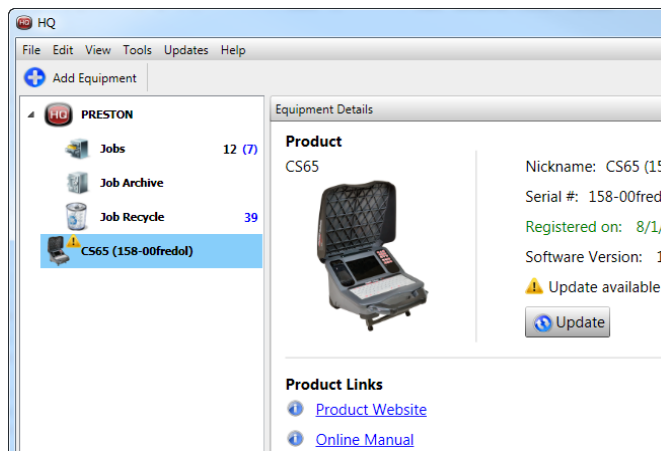 HQ
File Edit View Tools Updates Help
Add Equipment
HQ PRESTON
Jobs 12 (7)
Job Archive
Job Recycle 39
CS65 (158-00fredol)
Equipment Details
Product
CS65
Nickname: CS65 (15
Serial #: 158-00fred
Registered on: 8/1/
Software Version: 1
Update available
Update
Product Links
Product Website
Online Manual